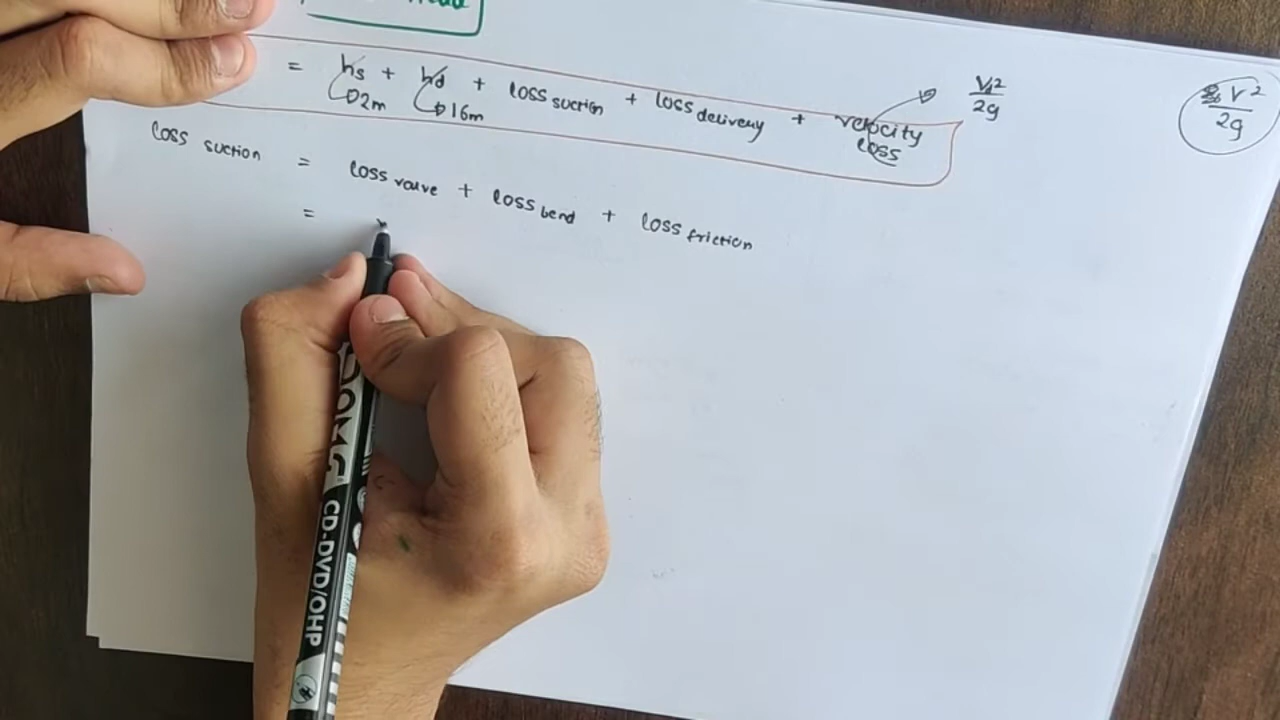 = hs + hd + loss suction + loss delivery + velocity loss
2m 16m
Vd²
2g
V²
2g
loss suction = loss valve + loss bend + loss friction
=
DOMS CD-DVD/OHP